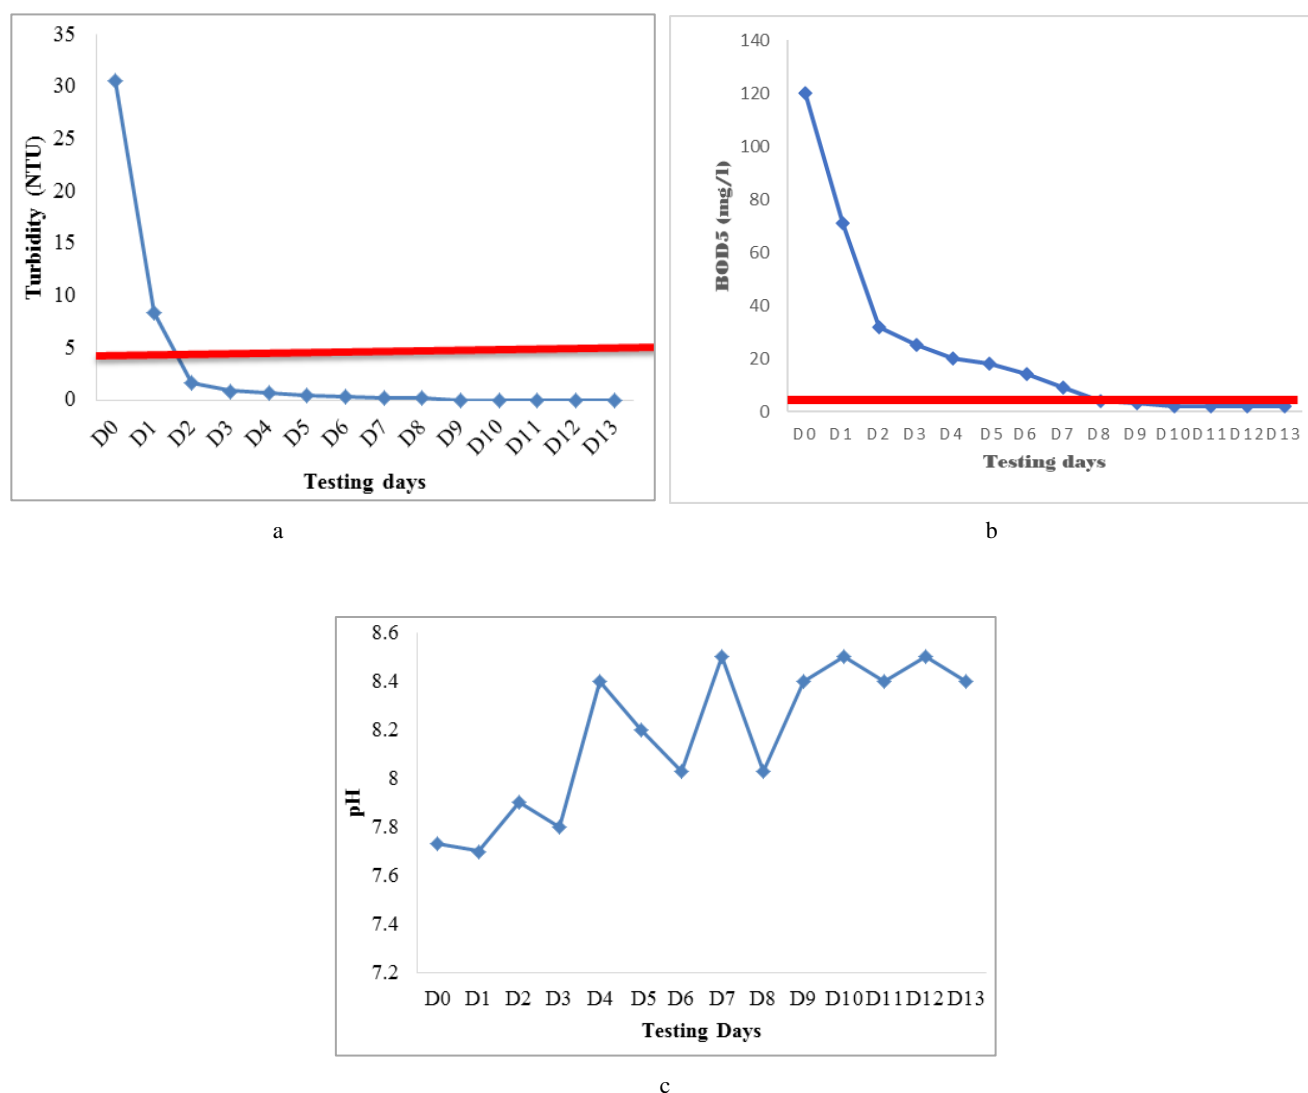 35
30
25
20
15
10
5
0
Turbidity (NTU)
D0 D1 D2 D3 D4 D5 D6 D7 D8 D9 D10 D11 D12 D13
Testing days
a
140
120
100
80
60
40
20
0
BOD5 (mg/l)
D0 D1 D2 D3 D4 D5 D6 D7 D8 D9 D10 D11 D12 D13
Testing days
b
8.6
8.4
8.2
8
7.8
7.6
7.4
7.2
pH
D0 D1 D2 D3 D4 D5 D6 D7 D8 D9 D10 D11 D12 D13
Testing Days
c